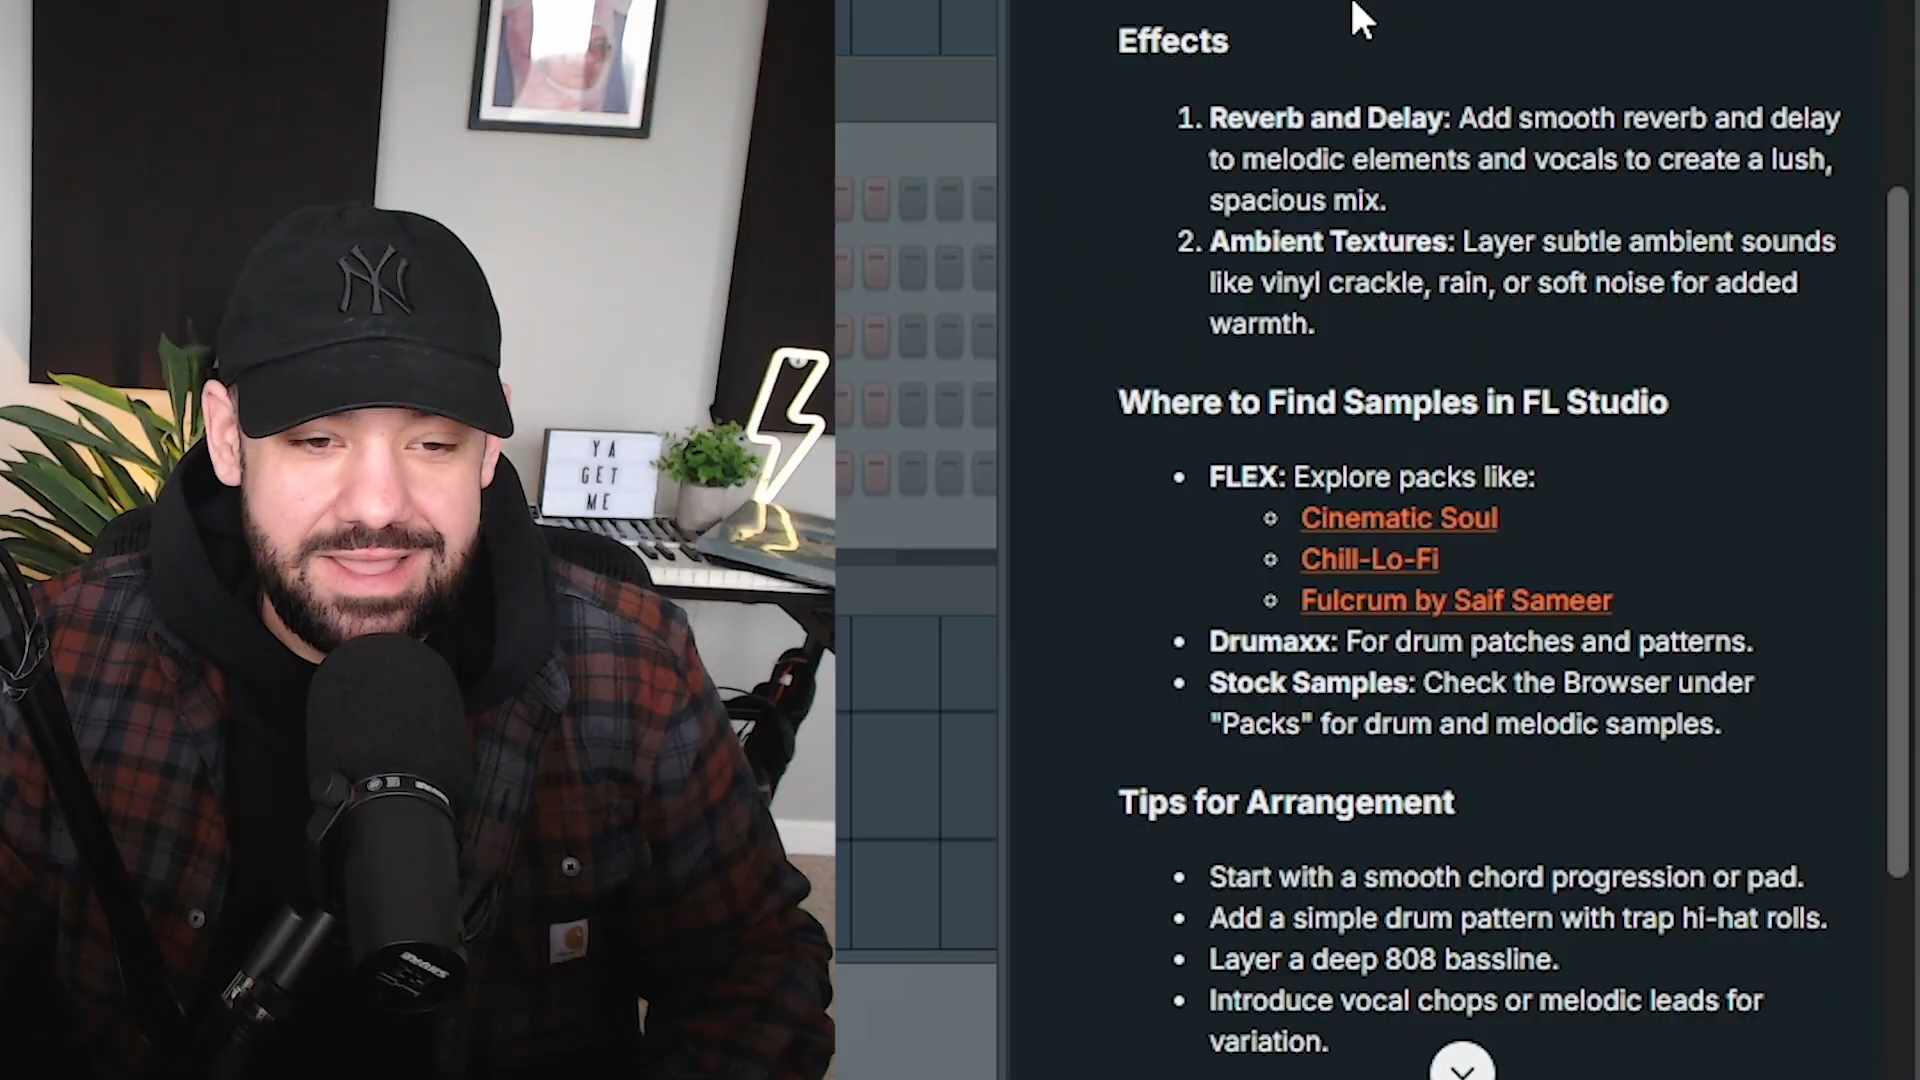 NY
YA
GET
ME
SHURE
Effects
1. Reverb and Delay: Add smooth reverb and delay
to melodic elements and vocals to create a lush,
spacious mix.
2. Ambient Textures: Layer subtle ambient sounds
like vinyl crackle, rain, or soft noise for added
warmth.
Where to Find Samples in FL Studio
• FLEX: Explore packs like:
○ Cinematic Soul
○ Chill-Lo-Fi
○ Fulcrum by Saif Sameer
• Drumaxx: For drum patches and patterns.
• Stock Samples: Check the Browser under
"Packs" for drum and melodic samples.
Tips for Arrangement
• Start with a smooth chord progression or pad.
• Add a simple drum pattern with trap hi-hat rolls.
• Layer a deep 808 bassline.
• Introduce vocal chops or melodic leads for
variation.